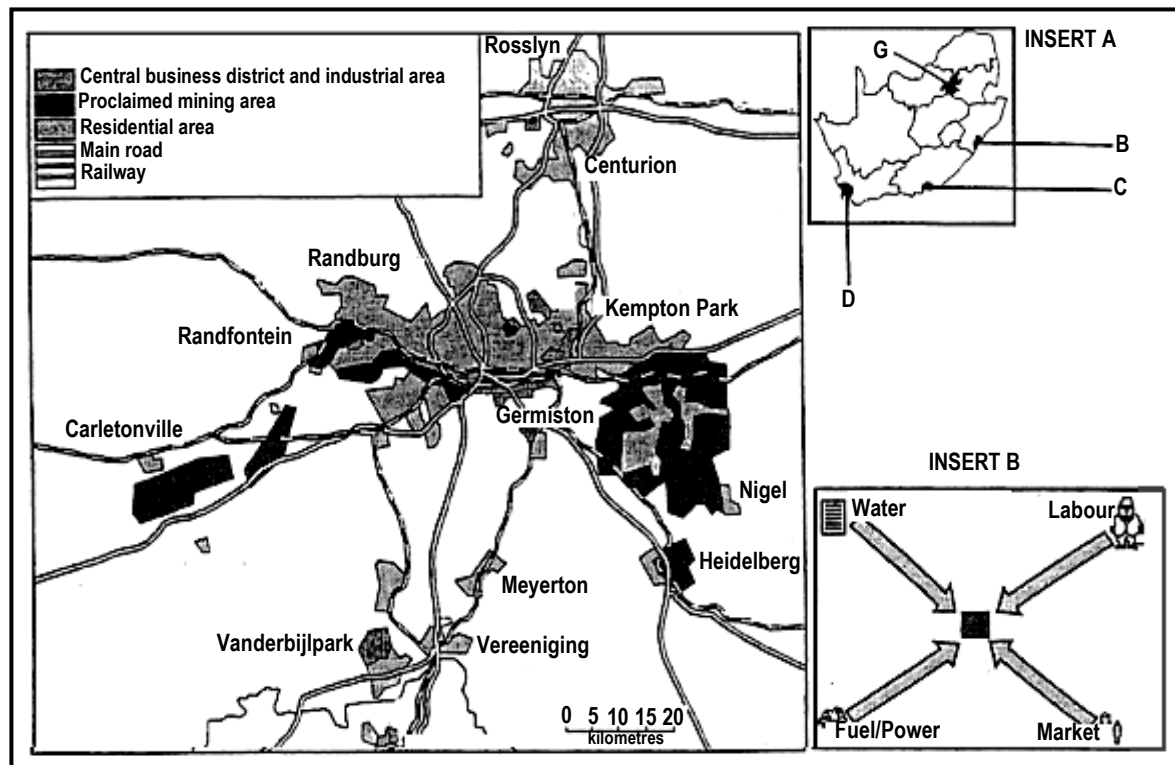 Rosslyn
Central business district and industrial area
Proclaimed mining area
Residential area
Main road
Railway
Centurion
Randburg
Kempton Park
Randfontein
Carletonville
Germiston
Nigel
Heidelberg
Meyerton
Vanderbijlpark
Vereeniging
0 5 10 15 20
kilometres
INSERT A
G
B
C
D
INSERT B
Water
Labour
Fuel/Power
Market